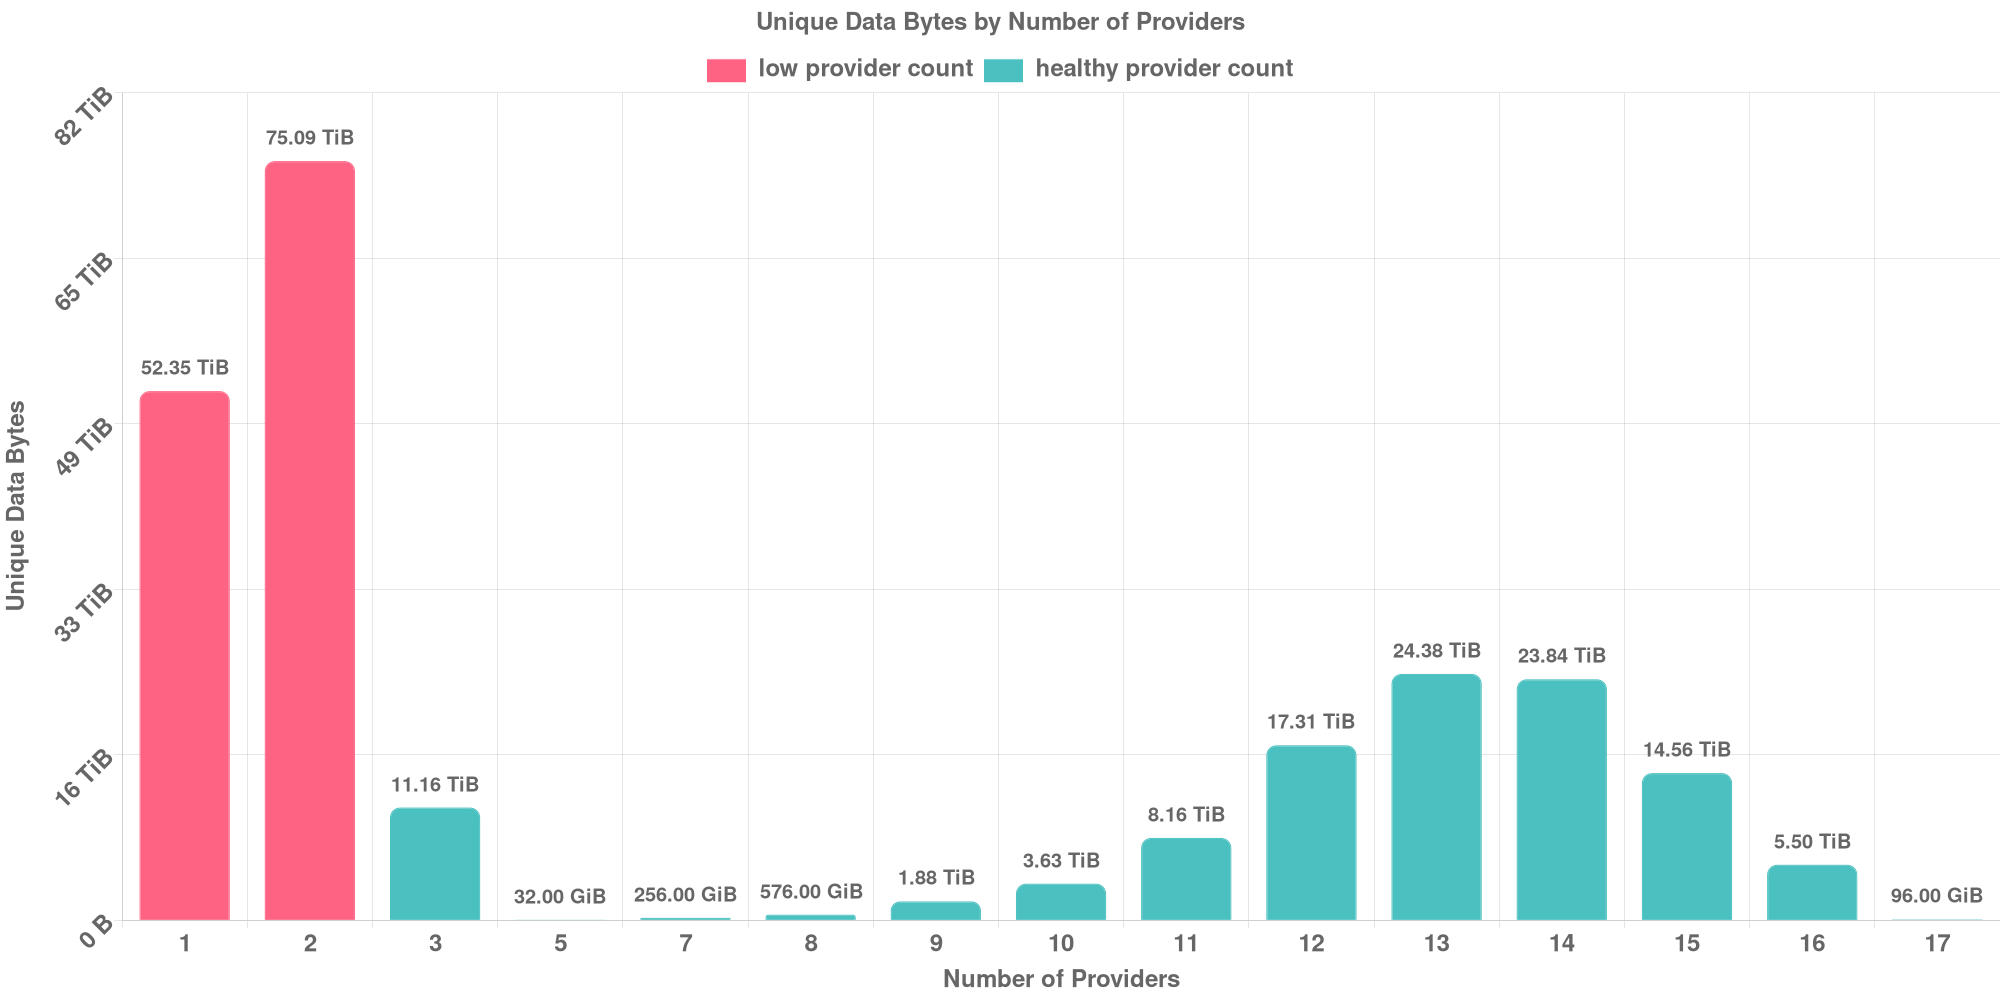 Unique Data Bytes by Number of Providers
low provider count
healthy provider count
Unique Data Bytes
82 TiB
65 TiB
49 TiB
33 TiB
16 TiB
0 B
52.35 TiB
75.09 TiB
11.16 TiB
32.00 GiB
256.00 GiB
576.00 GiB
1.88 TiB
3.63 TiB
8.16 TiB
17.31 TiB
24.38 TiB
23.84 TiB
14.56 TiB
5.50 TiB
96.00 GiB
1 2 3 5 7 8 9 10 11 12 13 14 15 16 17
Number of Providers